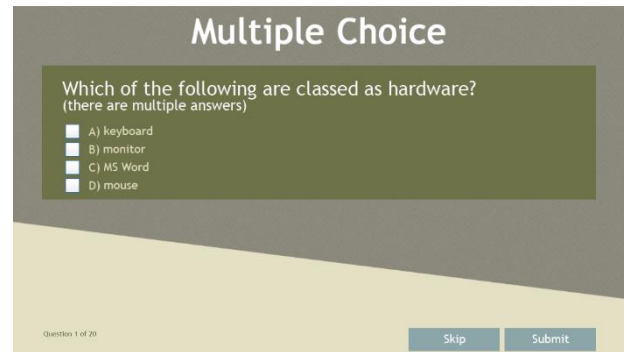 Multiple Choice
Which of the following are classed as hardware?
(there are multiple answers)
A) keyboard
B) monitor
C) MS Word
D) mouse
Question 1 of 20
Skip
Submit